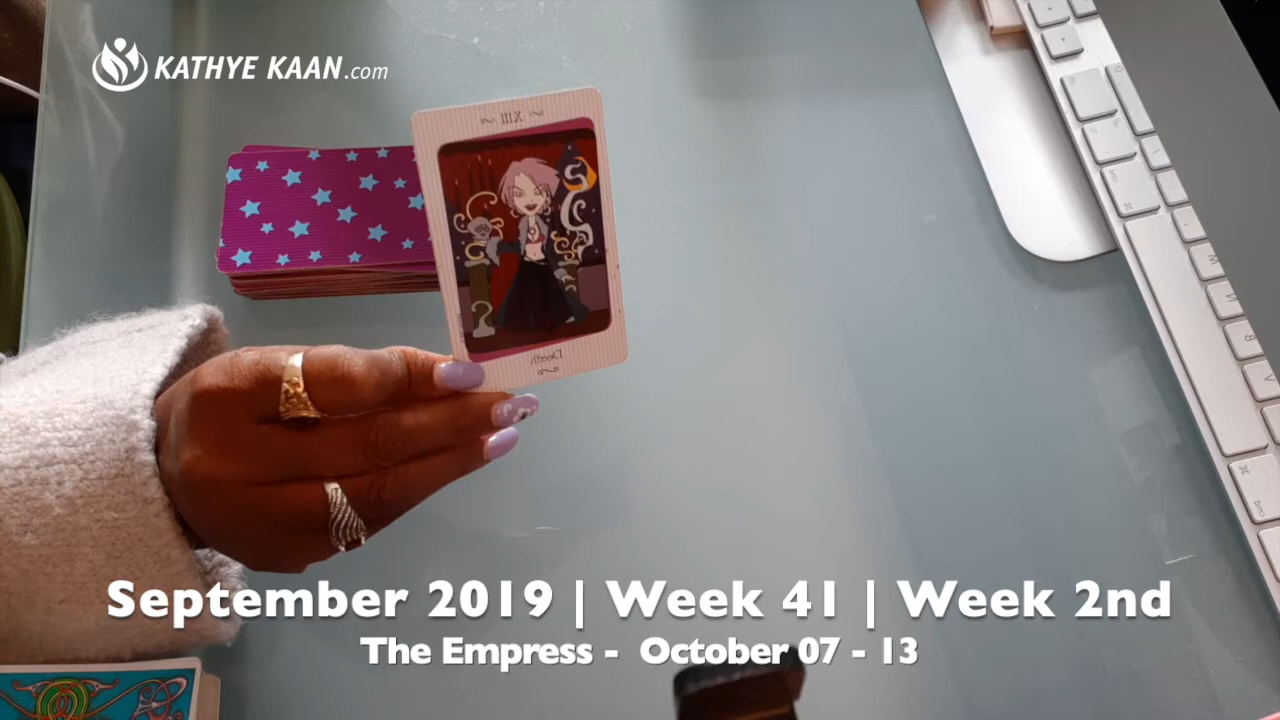 KATHYE KAAN.com
~ XIII ~
Death
September 2019 | Week 41 | Week 2nd
The Empress - October 07 - 13